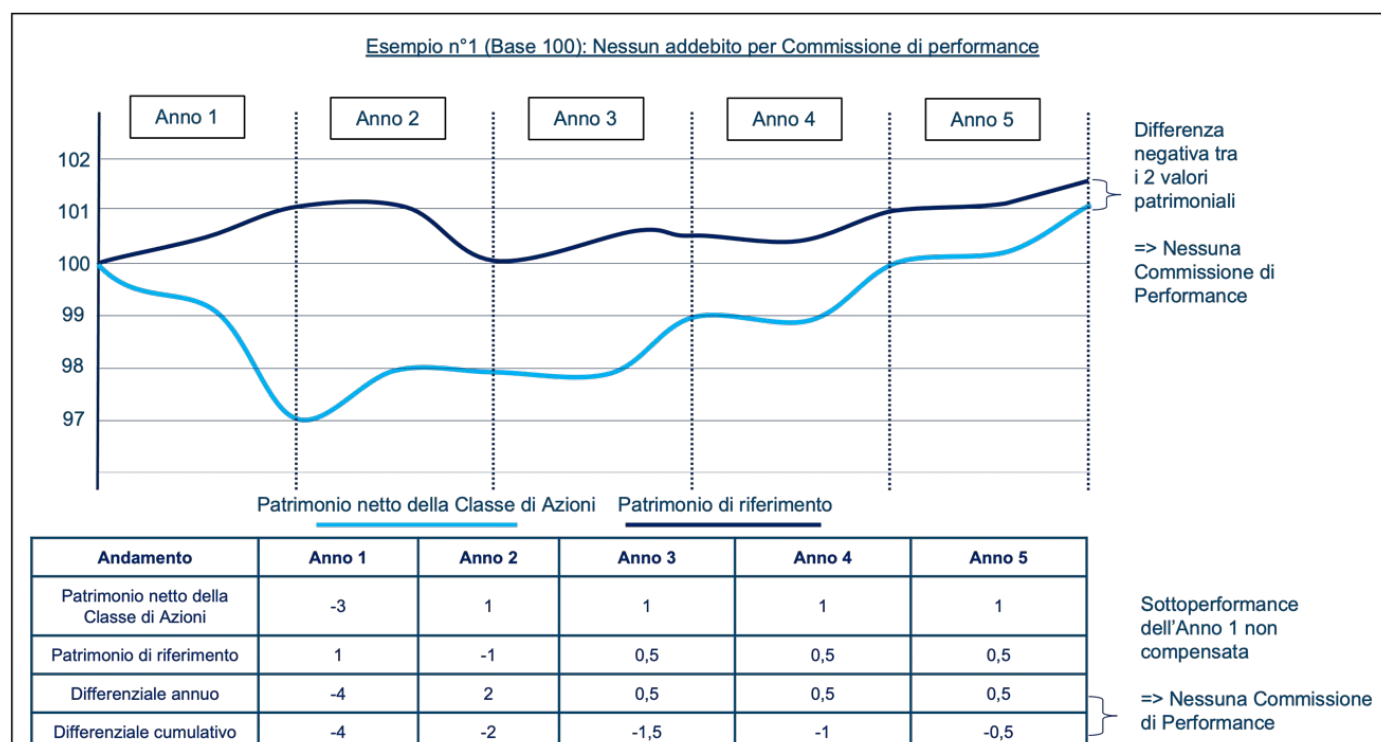 Esempio n°1 (Base 100): Nessun addebito per Commissione di performance
Anno 1
Anno 2
Anno 3
Anno 4
Anno 5
102
101
100
99
98
97
Differenza
negativa tra
i 2 valori
patrimoniali
=> Nessuna
Commissione di
Performance
Patrimonio netto della Classe di Azioni
Patrimonio di riferimento
Andamento Anno 1 Anno 2 Anno 3 Anno 4 Anno 5
Patrimonio netto della
Classe di Azioni -3 1 1 1 1
Patrimonio di riferimento 1 -1 0,5 0,5 0,5
Differenziale annuo -4 2 0,5 0,5 0,5
Differenziale cumulativo -4 -2 -1,5 -1 -0,5
Sottoperformance
dell'Anno 1 non
compensata
=> Nessuna Commissione
di Performance